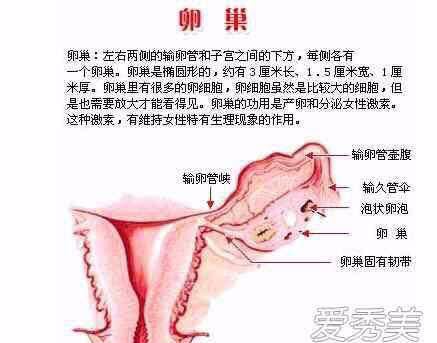 卵巢
卵巢：左右两侧的输卵管和子宫之间的下方，每侧各有
一个卵巢。卵巢是椭圆形的，约有3厘米长、1.5厘米宽、1厘
米厚。卵巢里有很多的卵细胞，卵细胞虽然是比较大的细胞，但
是也需要放大才能看得见。卵巢的功用是产卵和分泌女性激素。
这种激素，有维持女性特有生理现象的作用。
输卵管壶腹
输卵管峡
输久管伞
泡状卵泡
卵 巢
卵巢固有韧带
爱秀美